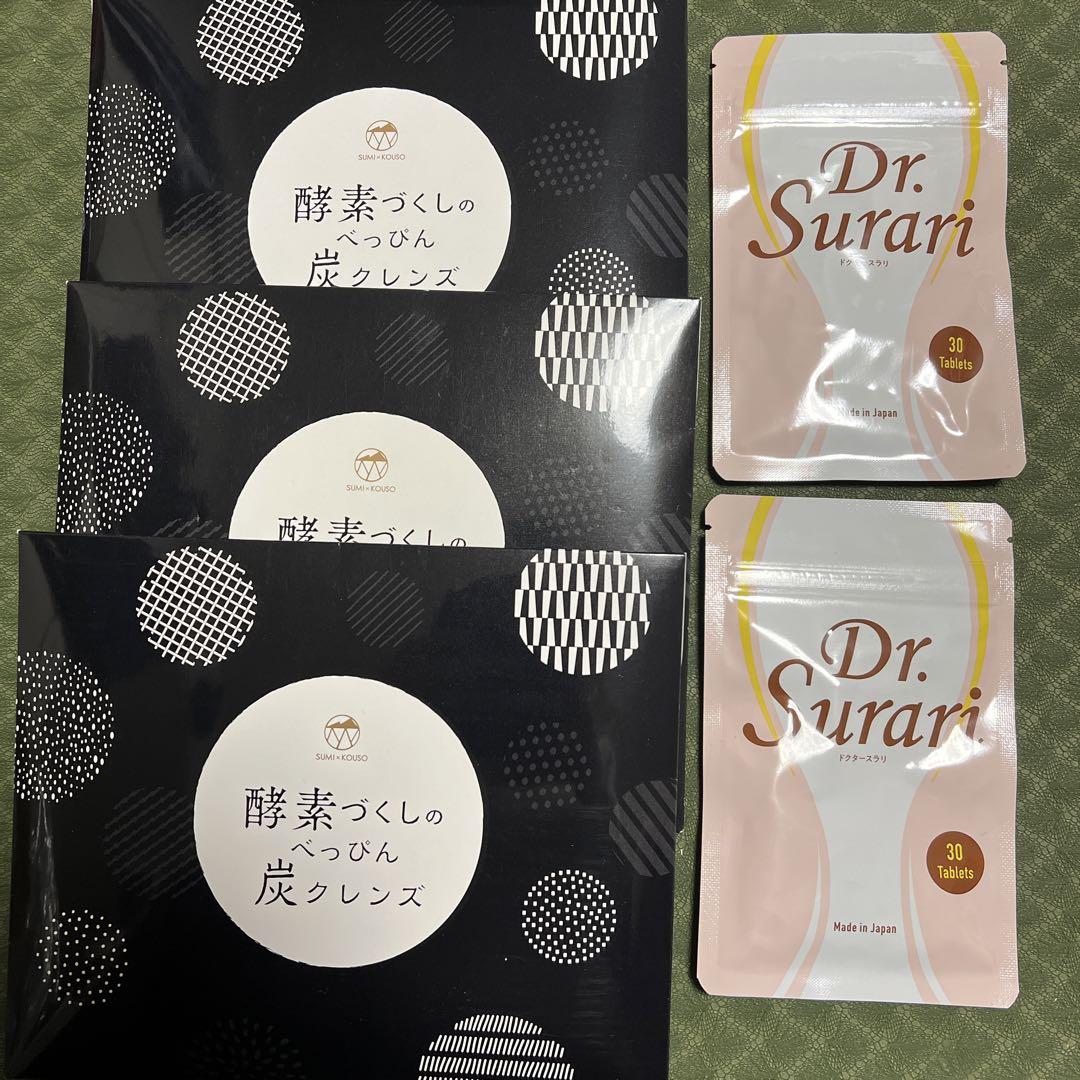 SUMI×KOUSO
酵素づくしの
べっぴん
炭クレンズ
SUMI×KOUSO
酵素づくしの
SUMI×KOUSO
酵素づくしの
べっぴん
炭クレンズ
Dr.
Surari
ドクタースラリ
30
Tablets
Made in Japan
Dr.
Surari
ドクタースラリ
30
Tablets
Made in Japan